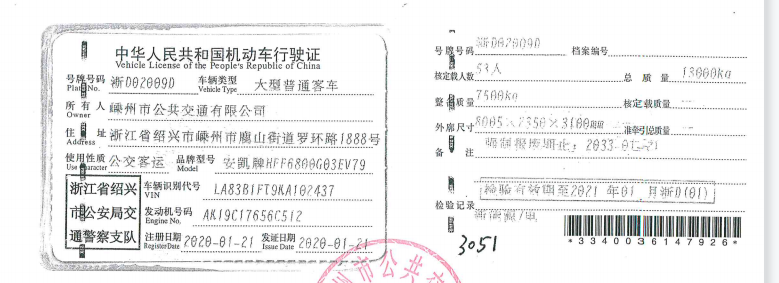 中华人民共和国机动车行驶证
Vehicle License of the People's Republic of China
号牌号码 浙D02009D 车辆类型 大型普通客车
Plate No. Vehicle Type
所有人 嵊州市公共交通有限公司
Owner
住址 浙江省绍兴市嵊州市鹿山街道罗环路1888号
Address
使用性质 公交客运 品牌型号 安凯牌HFF6800G03EV79
Use Character Model
浙江省绍兴
市公安局交
通警察支队
车辆识别代号 LA83B1FT9KA102437
VIN
发动机号码 AK19C17656C512
Engine No.
注册日期 2020-01-21 发证日期 2020-01-21
Register Date Issue Date
号牌号码 浙D02009D 档案编号
核定载人数 53人 总质量 13000kg
整备质量 7500kg 核定载质量 --
外廓尺寸 8005×2350×3100mm 准牵引总质量 --
备注 强制报废期止：2033-01-21
检验有效期至2021年01月浙D(01)
检验记录
3051
*3340036147926*
市公共